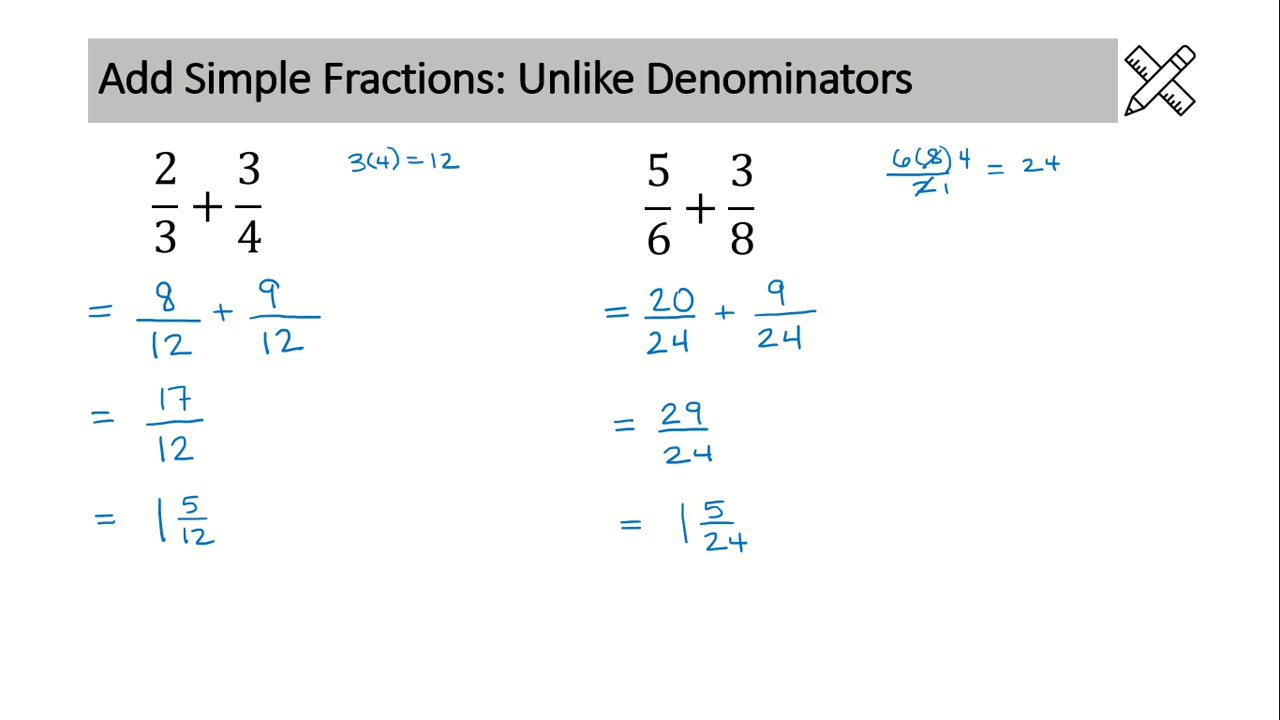 Add Simple Fractions: Unlike Denominators
2/3 + 3/4
3(4) = 12
= 8/12 + 9/12
= 17/12
= 1 5/12
5/6 + 3/8
6(8)4 / 2 1 = 24
= 20/24 + 9/24
= 29/24
= 1 5/24